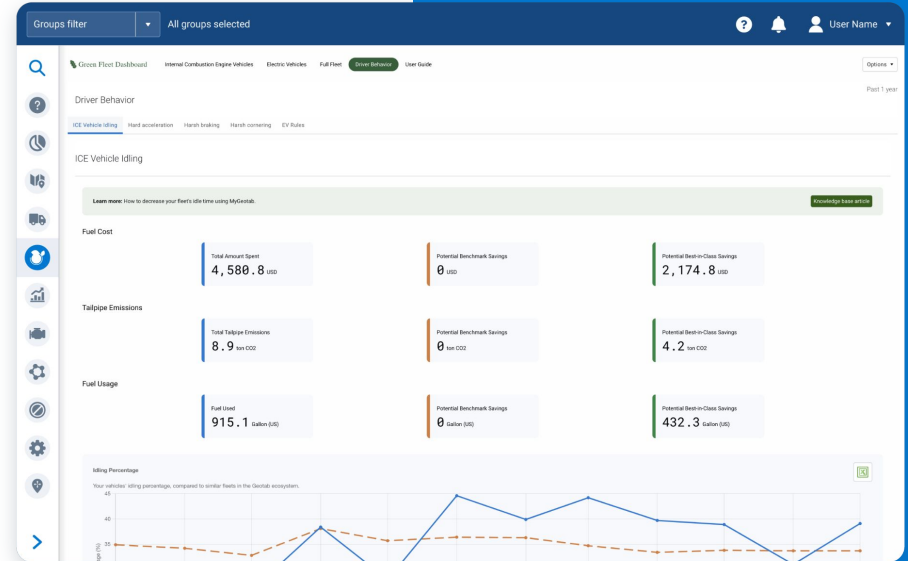 Groups filter
All groups selected
User Name
Green Fleet Dashboard
Internal Combustion Engine Vehicles
Electric Vehicles
Full Fleet
Driver Behavior
User Guide
Options
Past 1 year
Driver Behavior
ICE Vehicle Idling
Hard acceleration
Harsh braking
Harsh cornering
EV Rules
ICE Vehicle Idling
Learn more: How to decrease your fleet's idle time using MyGeotab.
Knowledge base article
Fuel Cost
Total Amount Spent
4,580.8 USD
Potential Benchmark Savings
0 USD
Potential Best-in-Class Savings
2,174.8 USD
Tailpipe Emissions
Total Tailpipe Emissions
8.9 ton CO2
Potential Benchmark Savings
0 ton CO2
Potential Best-in-Class Savings
4.2 ton CO2
Fuel Usage
Fuel Used
915.1 Gallon (US)
Potential Benchmark Savings
0 Gallon (US)
Potential Best-in-Class Savings
432.3 Gallon (US)
Idling Percentage
Your vehicles' idling percentage, compared to similar fleets in the Geotab ecosystem.
45
40
35
(%)